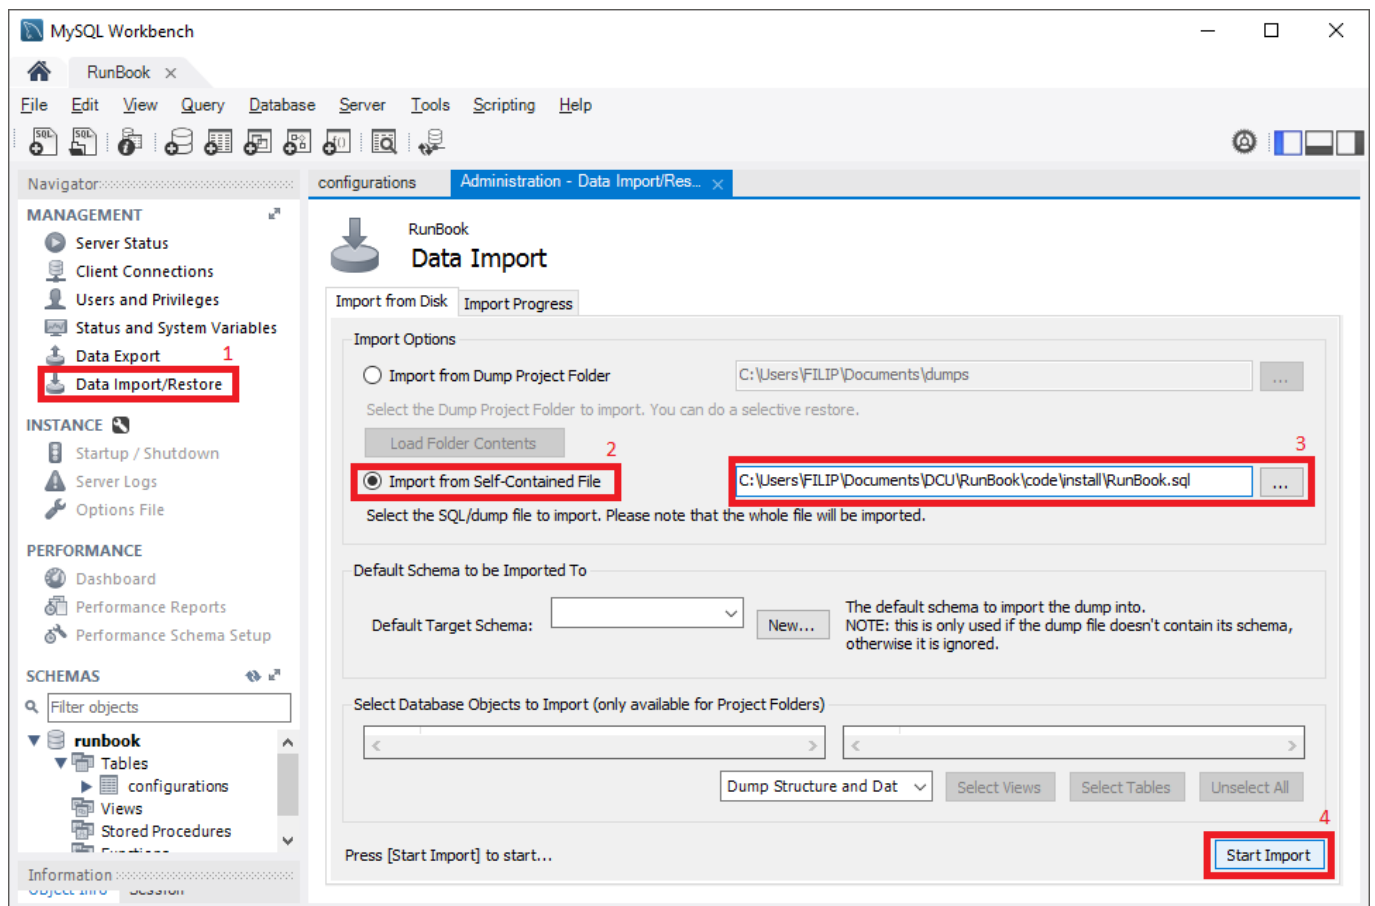 MySQL Workbench
RunBook
File Edit View Query Database Server Tools Scripting Help
Navigator
configurations
Administration - Data Import/Res...
MANAGEMENT
Server Status
Client Connections
Users and Privileges
Status and System Variables
Data Export
1
Data Import/Restore
INSTANCE
Startup / Shutdown
Server Logs
Options File
PERFORMANCE
Dashboard
Performance Reports
Performance Schema Setup
SCHEMAS
Filter objects
runbook
Tables
configurations
Views
Stored Procedures
Functions
Information
Object Info Session
RunBook
Data Import
Import from Disk Import Progress
Import Options
Import from Dump Project Folder
C:\Users\FILIP\Documents\dumps
...
Select the Dump Project Folder to import. You can do a selective restore.
Load Folder Contents
2
3
Import from Self-Contained File
C:\Users\FILIP\Documents\DCU\RunBook\code\install\RunBook.sql
...
Select the SQL/dump file to import. Please note that the whole file will be imported.
Default Schema to be Imported To
Default Target Schema:
New...
The default schema to import the dump into.
NOTE: this is only used if the dump file doesn't contain its schema,
otherwise it is ignored.
Select Database Objects to Import (only available for Project Folders)
Dump Structure and Dat
Select Views
Select Tables
Unselect All
4
Press [Start Import] to start...
Start Import